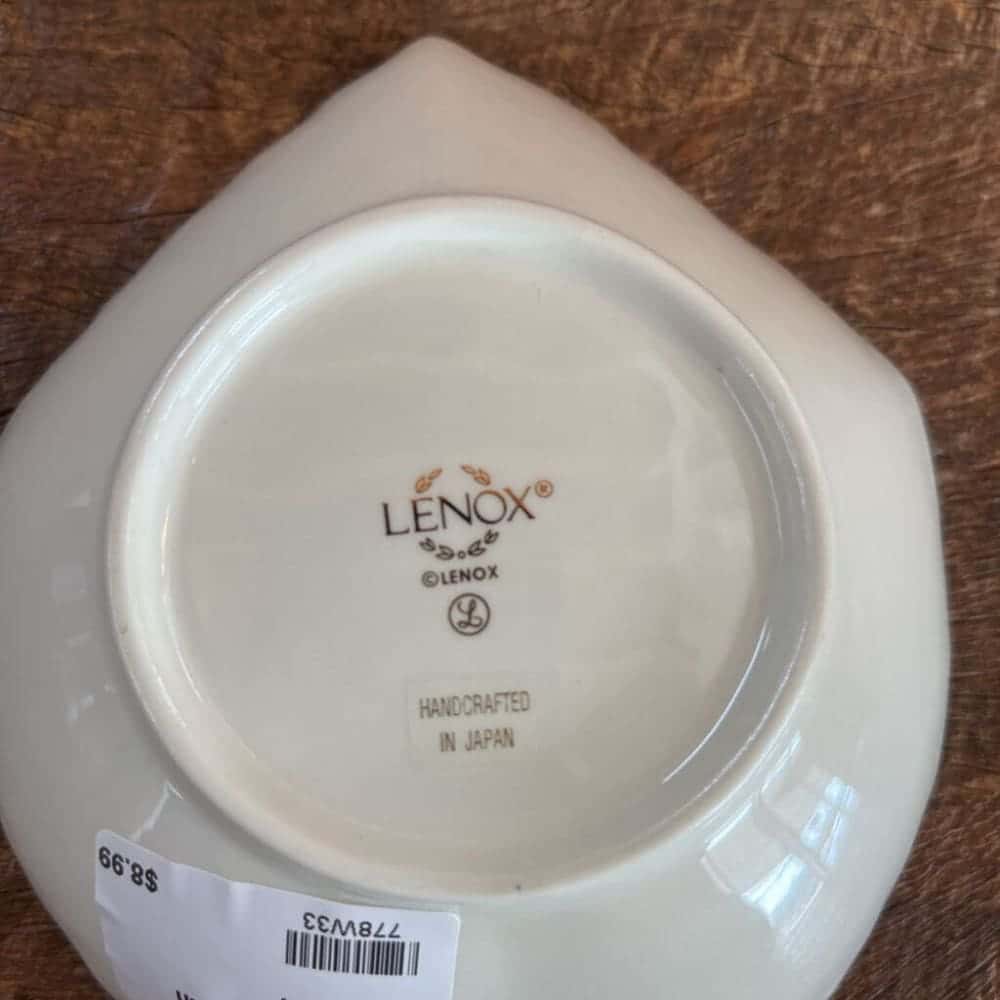 LENOX®
©LENOX
L
HANDCRAFTED
IN JAPAN
$8.99
778W33